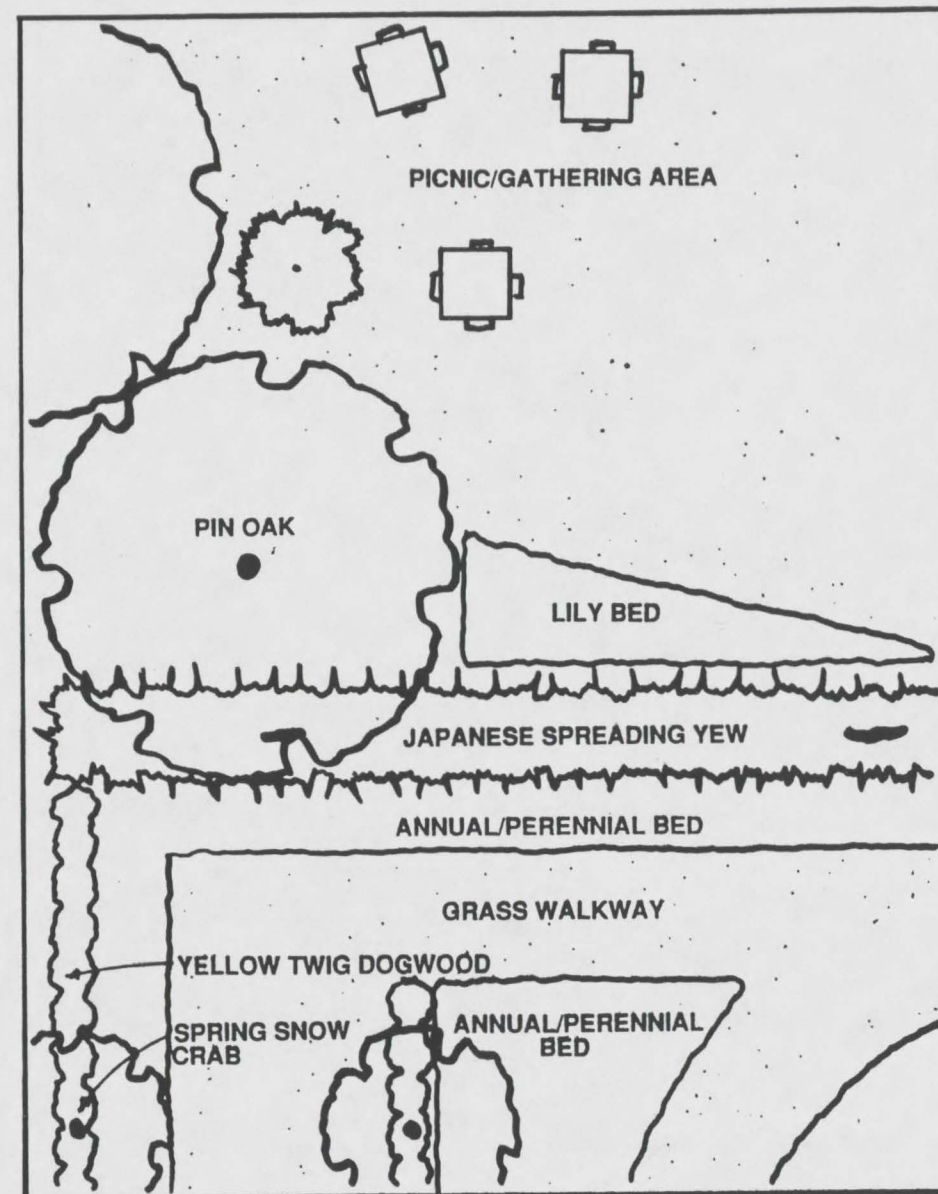 PICNIC/GATHERING AREA
PIN OAK
LILY BED
JAPANESE SPREADING YEW
ANNUAL/PERENNIAL BED
GRASS WALKWAY
YELLOW TWIG DOGWOOD
SPRING SNOW
CRAB
ANNUAL/PERENNIAL
BED